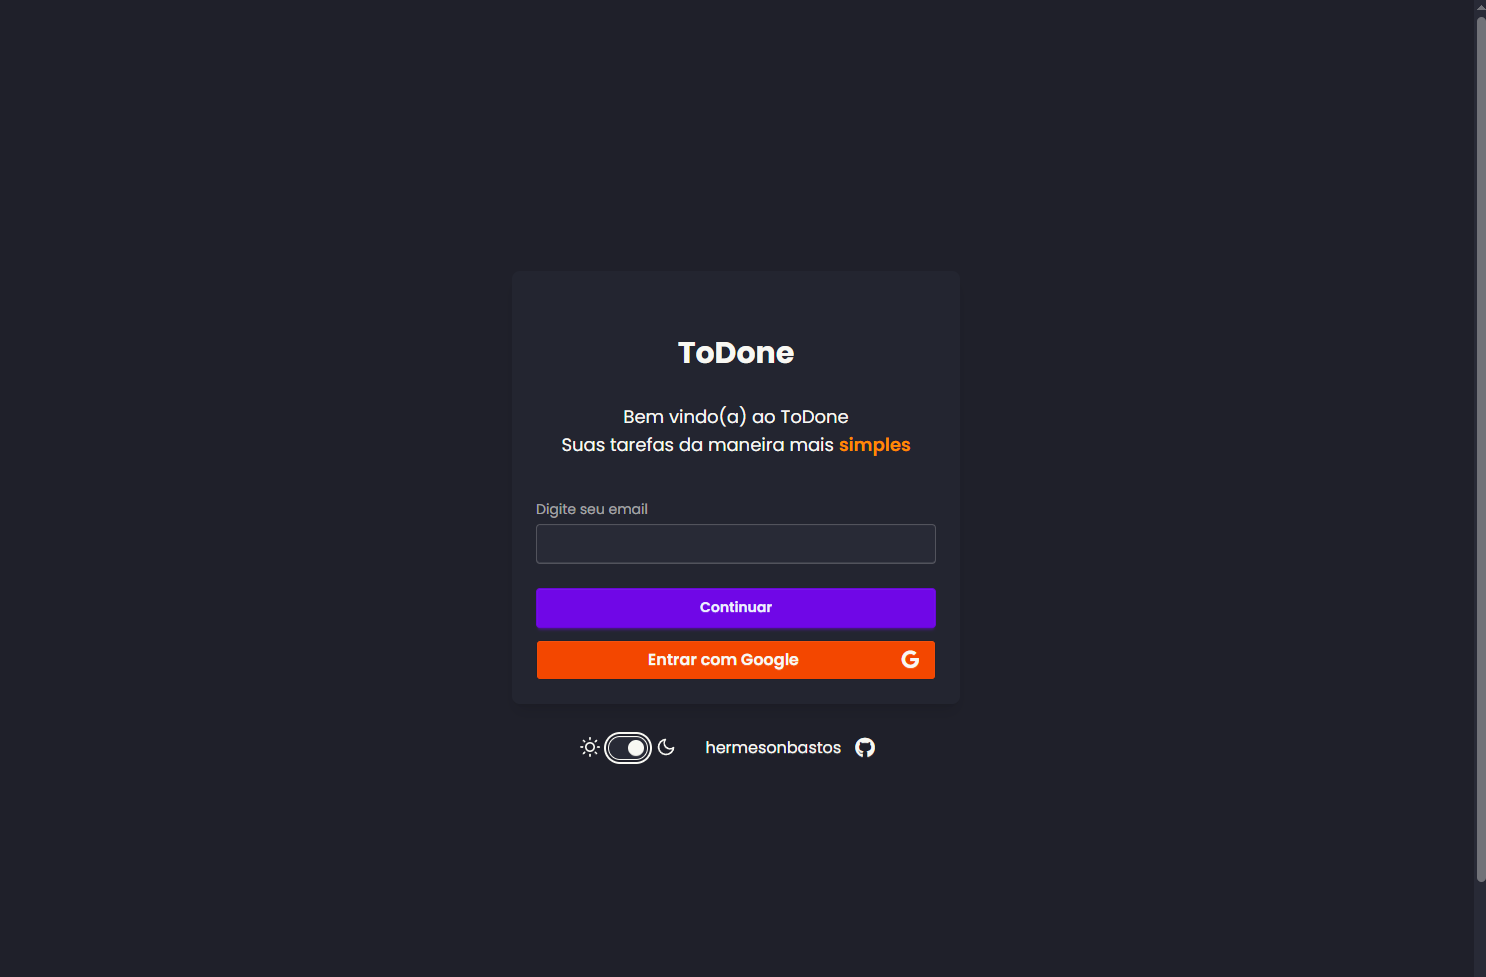 ToDone
Bem vindo(a) ao ToDone
Suas tarefas da maneira mais simples
Digite seu email
Continuar
Entrar com Google
hermesonbastos